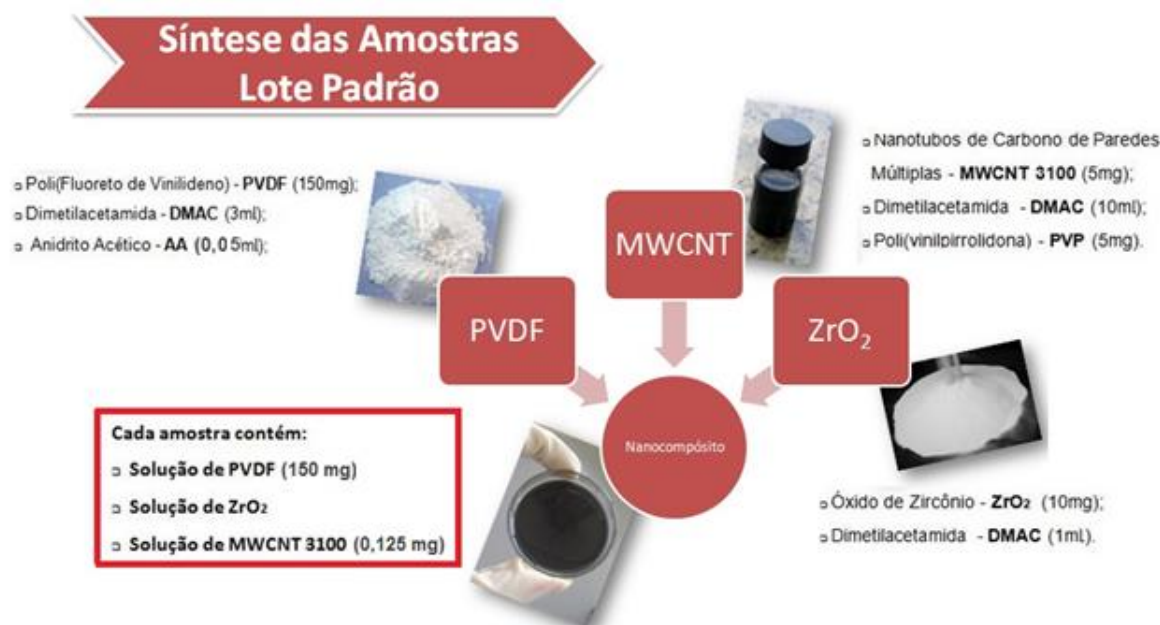 Síntese das Amostras
Lote Padrão
Poli(Fluoreto de Vinilideno) - PVDF (150mg);
Dimetilacetamida - DMAC (3ml);
Anidrito Acético - AA (0,05ml);
Nanotubos de Carbono de Paredes
Múltiplas - MWCNT 3100 (5mg);
Dimetilacetamida - DMAC (10ml);
Poli(vinilpirrolidona) - PVP (5mg).
MWCNT
PVDF
ZrO₂
Nanocompósito
Cada amostra contém:
Solução de PVDF (150 mg)
Solução de ZrO₂
Solução de MWCNT 3100 (0,125 mg)
Óxido de Zircônio - ZrO₂ (10mg);
Dimetilacetamida - DMAC (1ml).